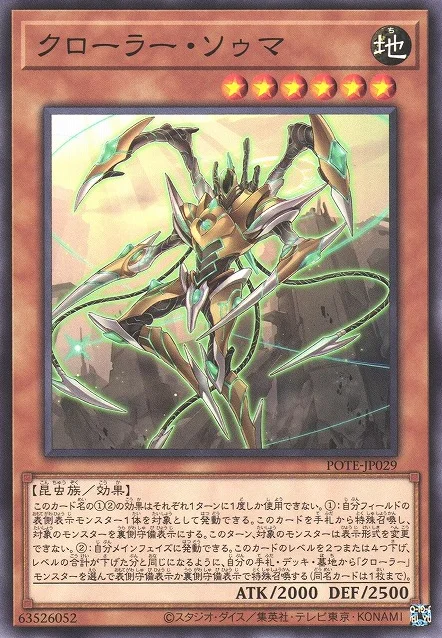 クローラー・ソゥマ
地
POTE-JP029
【昆虫族/効果】
このカード名の①②の効果はそれぞれ1ターンに1度しか使用できない。①:自分フィールドの
表側表示モンスター1体を対象として発動できる。このカードを手札から特殊召喚し、
対象のモンスターを裏側守備表示にする。このターン、対象のモンスターは表示形式を変更
できない。②:自分メインフェイズに発動できる。このカードのレベルを2つまたは4つ下げ、
レベルの合計が下げた分と同じになるように、自分の手札・デッキ・墓地から「クローラー」
モンスターを選んで表側守備表示か裏側守備表示で特殊召喚する(同名カードは1枚まで)。
ATK/2000 DEF/2500
63526052 ©スタジオ・ダイス/集英社・テレビ東京・KONAMI